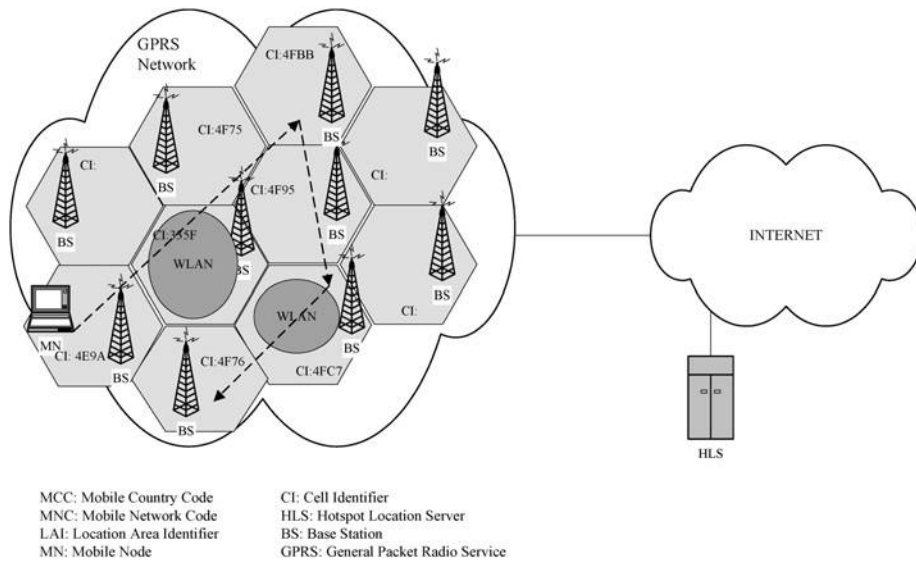 GPRS
Network
CI:4FBB
BS
CI:4F75
BS
CI:
BS
BS
CI:
BS
CI:4F95
BS
CI:355F
WLAN
BS
CI:
BS
MN
CI: 4E9A
BS
WLAN
BS
CI:4F76
BS
CI:4FC7
INTERNET
HLS
MCC: Mobile Country Code
MNC: Mobile Network Code
LAI: Location Area Identifier
MN: Mobile Node
CI: Cell Identifier
HLS: Hotspot Location Server
BS: Base Station
GPRS: General Packet Radio Service